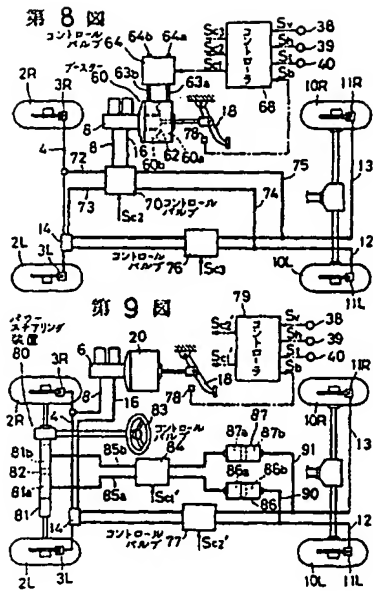 第8図
64b 64a
コントロールバルブ
64
Sc1
Sc2
Sc3
コントローラ
Sv
Sh
Si
Sb
38
39
40
68
63b
63a
ブースター
60
2R
3R
6
8
16
60b
62
60a
78
18
10R
11R
4
72
73
70 コントロールバルブ
Sc2
75
74
13
14
コントロールバルブ
76
Sc3
12
2L
3L
10L
11L
第9図
79
Sc2'
Sc1'
コントローラ
Sv
Sh
Si
Sb
38
39
40
パワーステアリング装置
80
3R
6
20
8
16
78
18
10R
11R
2R
4
83
コントロールバルブ
84
87
87a
87b
91
13
81b
82
81a
81
85b
85a
Sc1'
86a
86b
86
90
14
コントロールバルブ
77
Sc2'
12
2L
3L
10L
11L